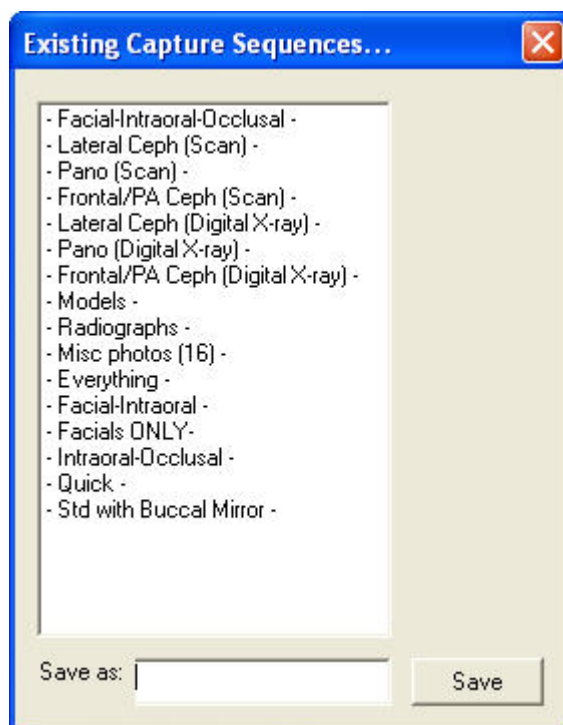 Existing Capture Sequences...
- Facial-Intraoral-Occlusal -
- Lateral Ceph (Scan) -
- Pano (Scan) -
- Frontal/PA Ceph (Scan) -
- Lateral Ceph (Digital X-ray) -
- Pano (Digital X-ray) -
- Frontal/PA Ceph (Digital X-ray) -
- Models -
- Radiographs -
- Misc photos (16) -
- Everything -
- Facial-Intraoral -
- Facials ONLY-
- Intraoral-Occlusal -
- Quick -
- Std with Buccal Mirror -
Save as:
Save